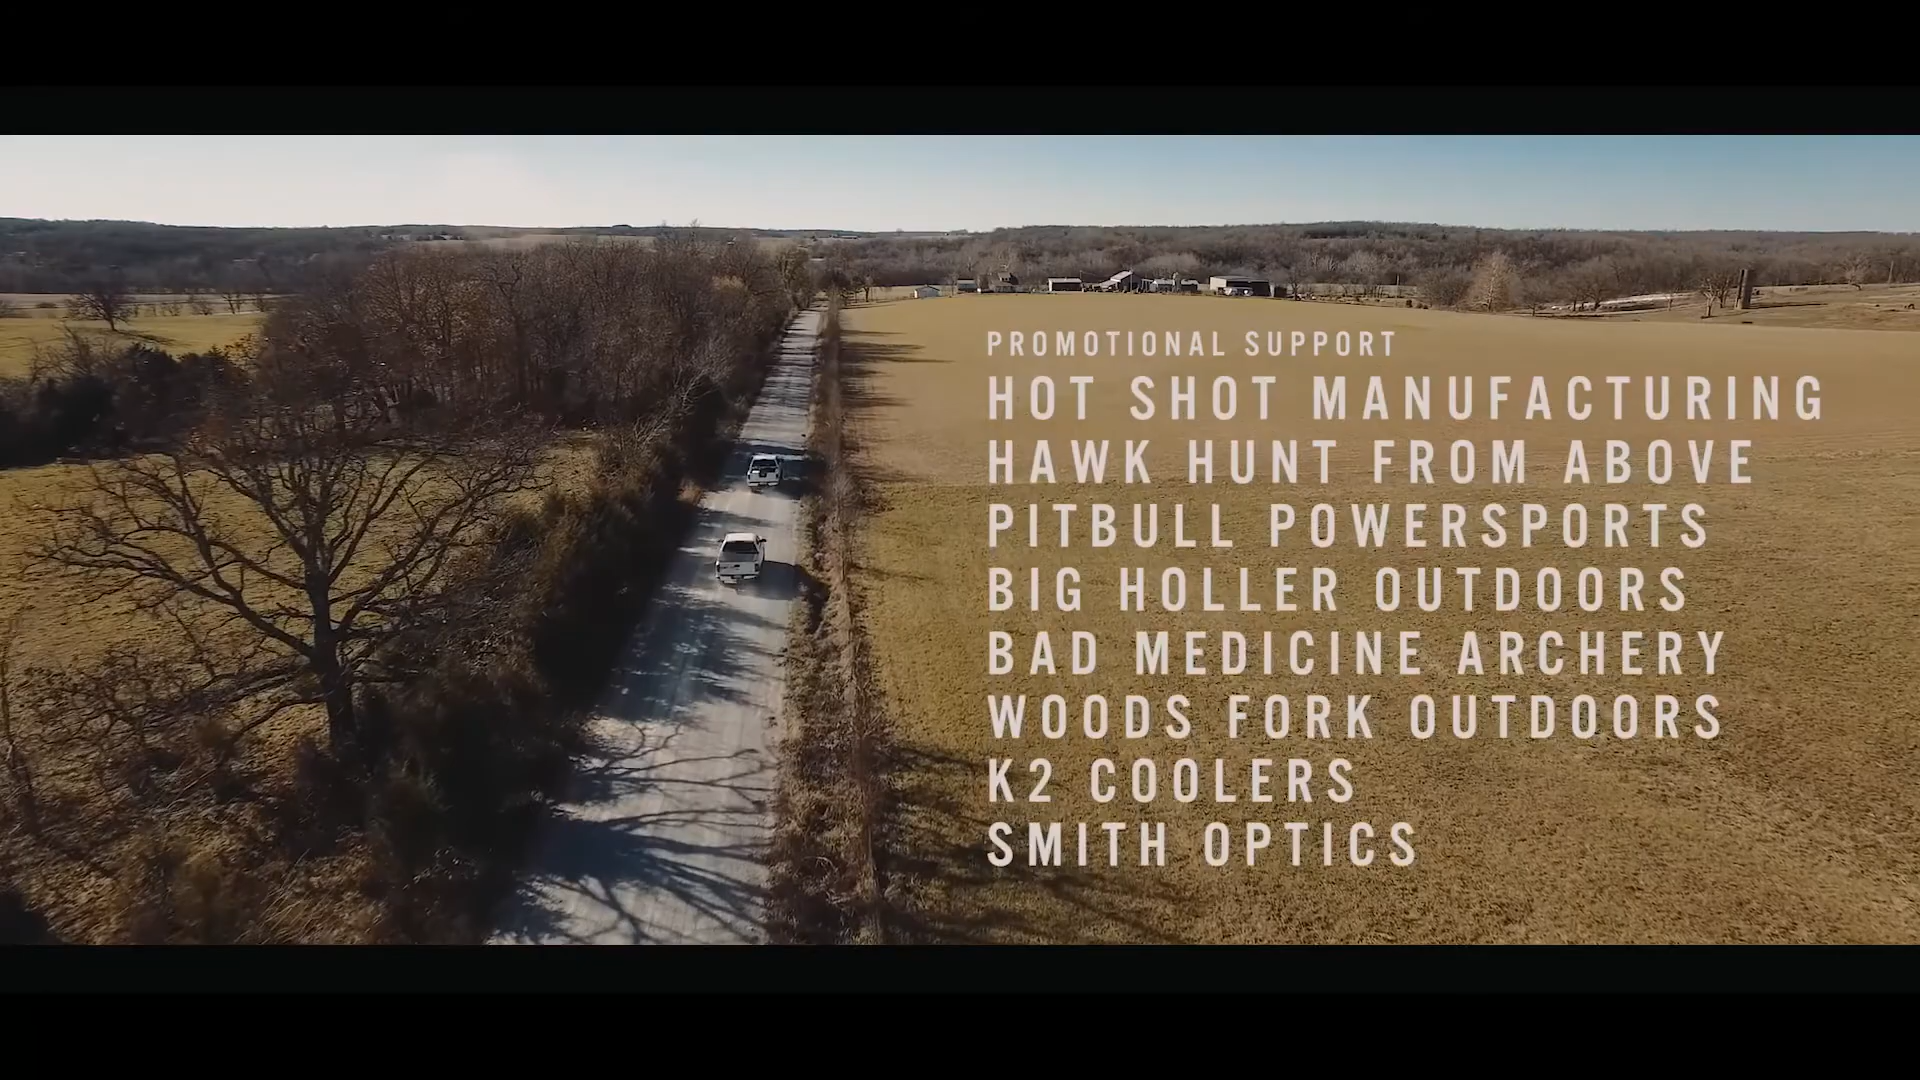 PROMOTIONAL SUPPORT
HOT SHOT MANUFACTURING
HAWK HUNT FROM ABOVE
PITBULL POWERSPORTS
BIG HOLLER OUTDOORS
BAD MEDICINE ARCHERY
WOODS FORK OUTDOORS
K2 COOLERS
SMITH OPTICS